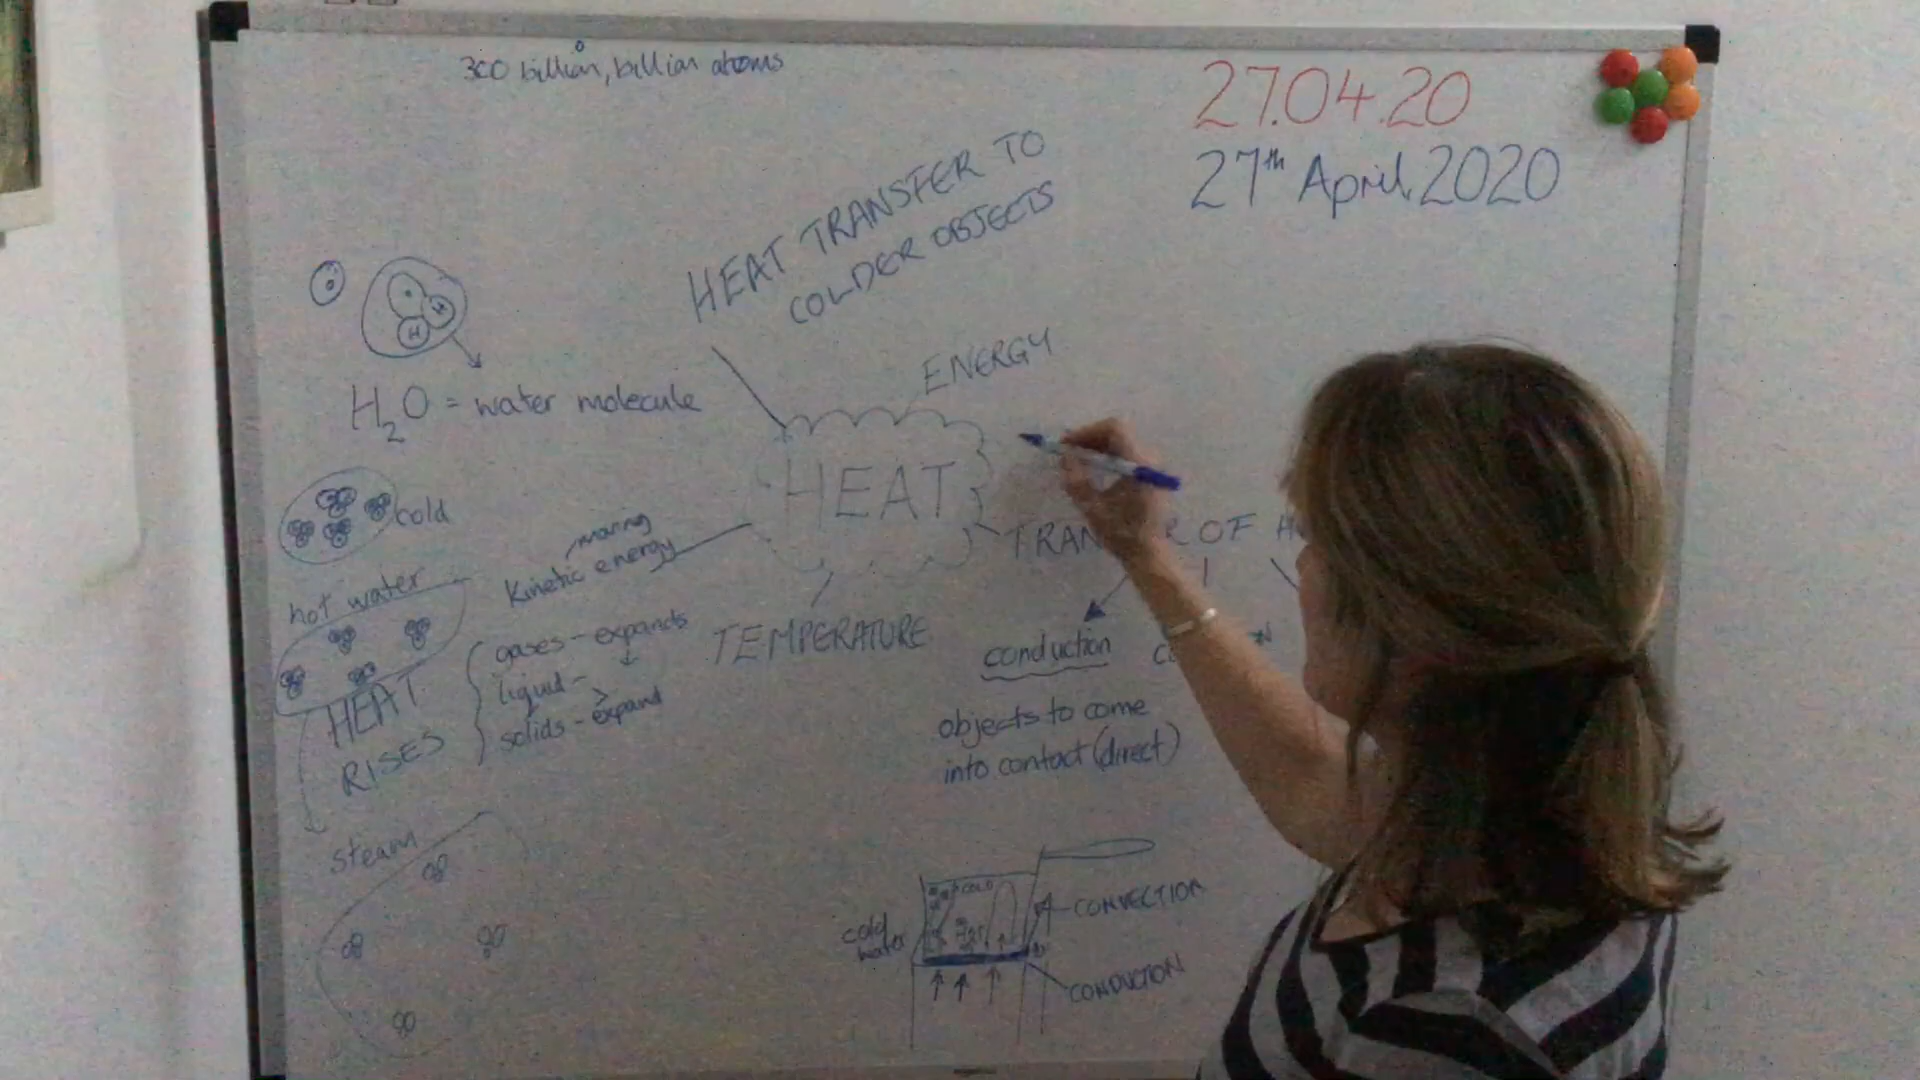 300 billion, billion atoms
27.04.20
27th April 2020
HEAT TRANSFER TO
COLDER OBJECTS
ENERGY
H H
H2O = water molecule
HEAT
cold
moving
Kinetic energy
TRAN R OF H
hot water
gases - expands
liquid -
solids - expand
TEMPERATURE
conduction
HEAT
RISES
objects to come
into contact (direct)
steam
COLD
HOT
cold
water
CONVECTION
CONDUCTION